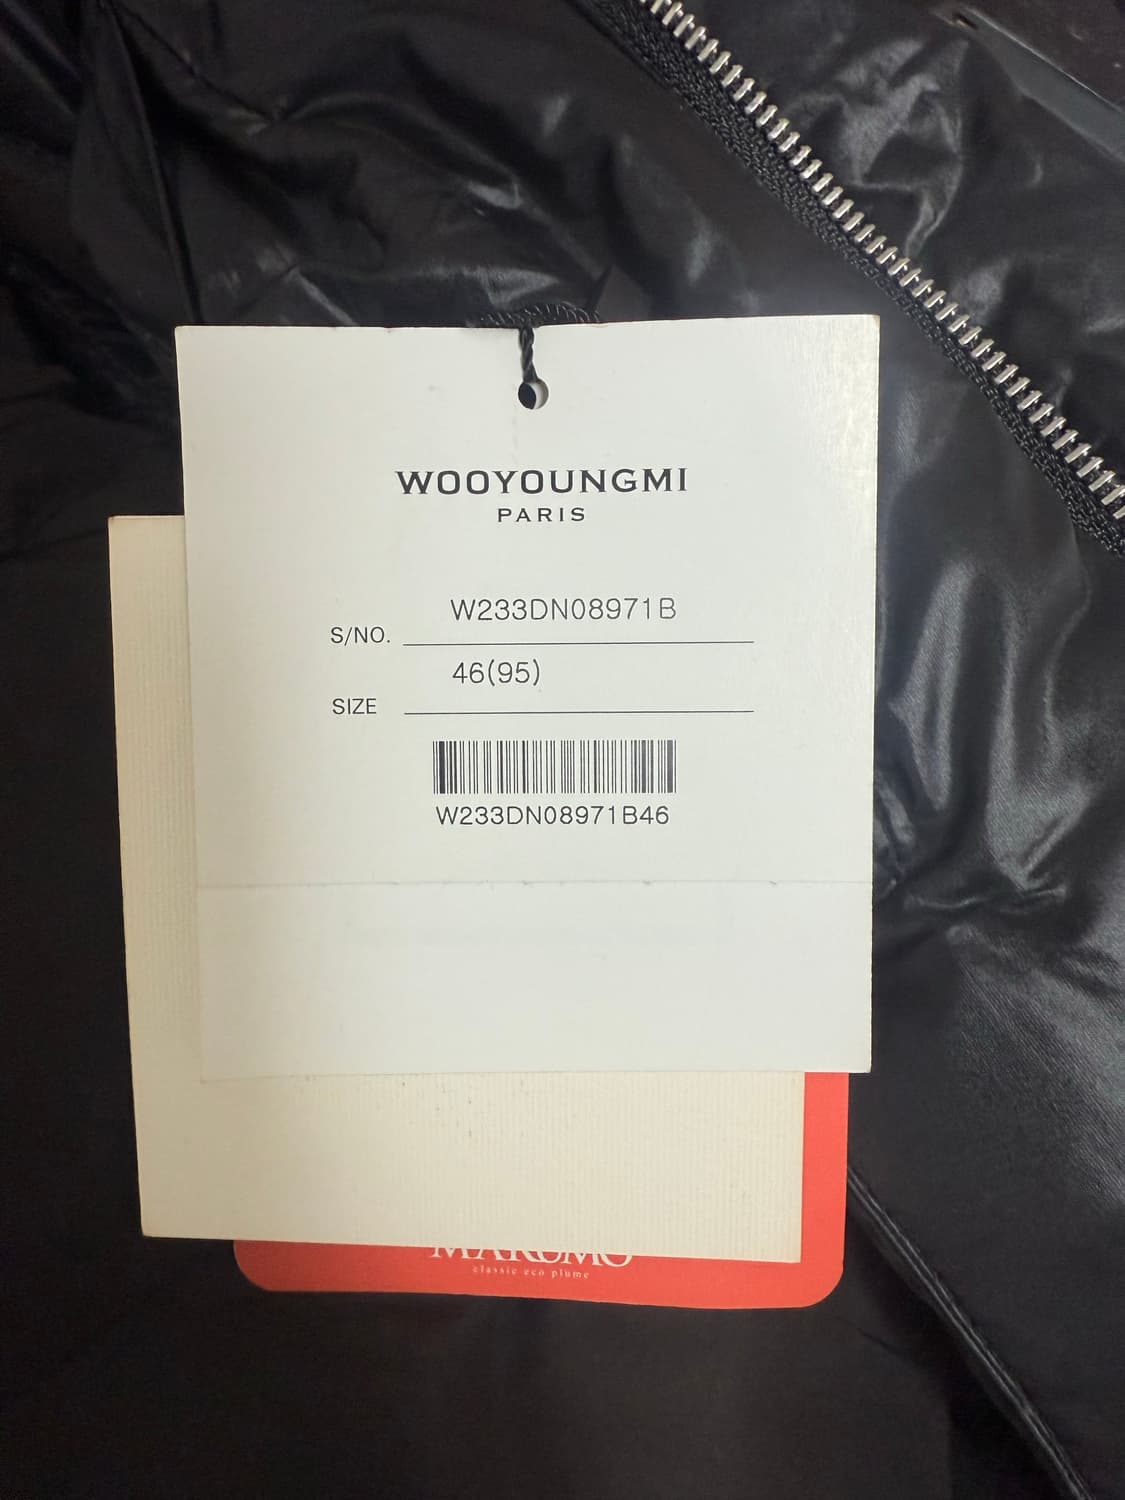 WOOYOUNGMI
PARIS
W233DN08971B
S/NO.
46(95)
SIZE
W233DN08971B46
classic eco plume